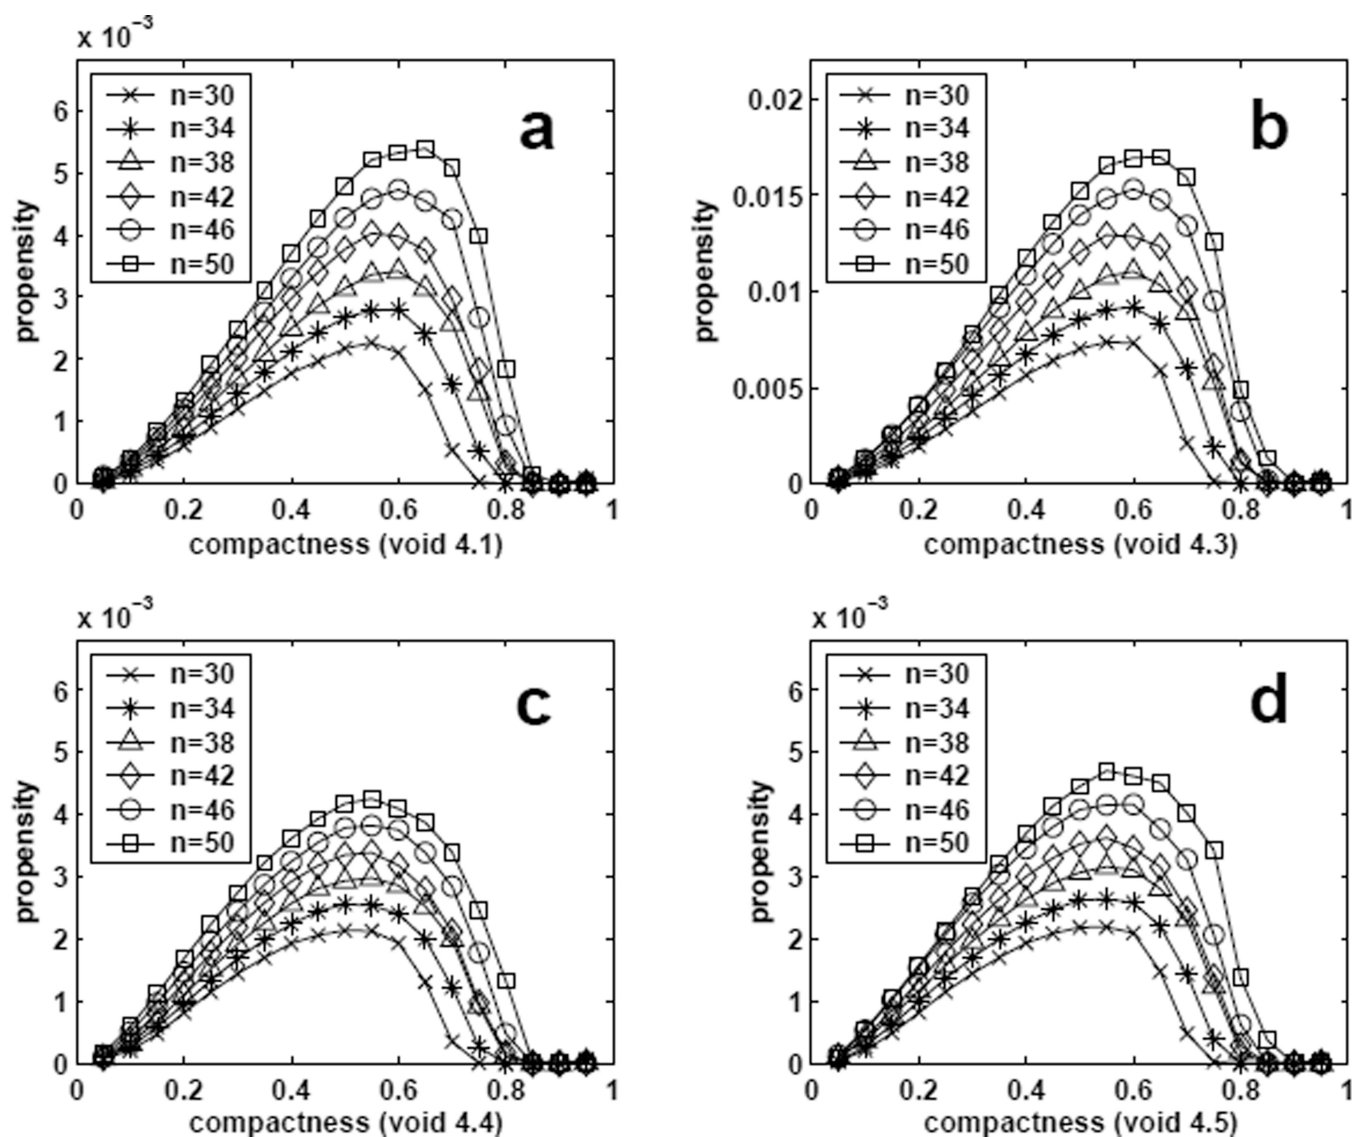 x 10⁻³
a
n=30
n=34
n=38
n=42
n=46
n=50
6
5
4
3
2
1
0
propensity
0 0.2 0.4 0.6 0.8 1
compactness (void 4.1)
b
n=30
n=34
n=38
n=42
n=46
n=50
0.02
0.015
0.01
0.005
0
propensity
0 0.2 0.4 0.6 0.8 1
compactness (void 4.3)
x 10⁻³
c
n=30
n=34
n=38
n=42
n=46
n=50
6
5
4
3
2
1
0
propensity
0 0.2 0.4 0.6 0.8 1
compactness (void 4.4)
x 10⁻³
d
n=30
n=34
n=38
n=42
n=46
n=50
6
5
4
3
2
1
0
propensity
0 0.2 0.4 0.6 0.8 1
compactness (void 4.5)